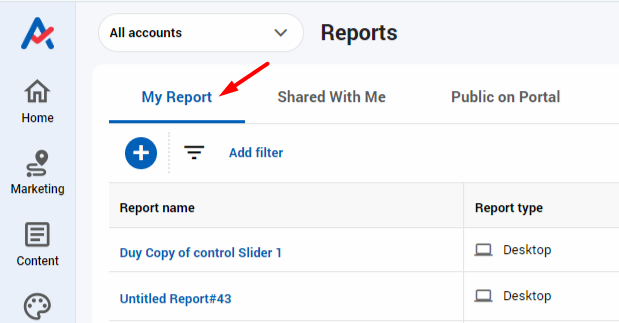 All accounts
Reports
Home
Marketing
Content
My Report
Shared With Me
Public on Portal
Add filter
Report name
Report type
Duy Copy of control Slider 1
Desktop
Untitled Report#43
Desktop